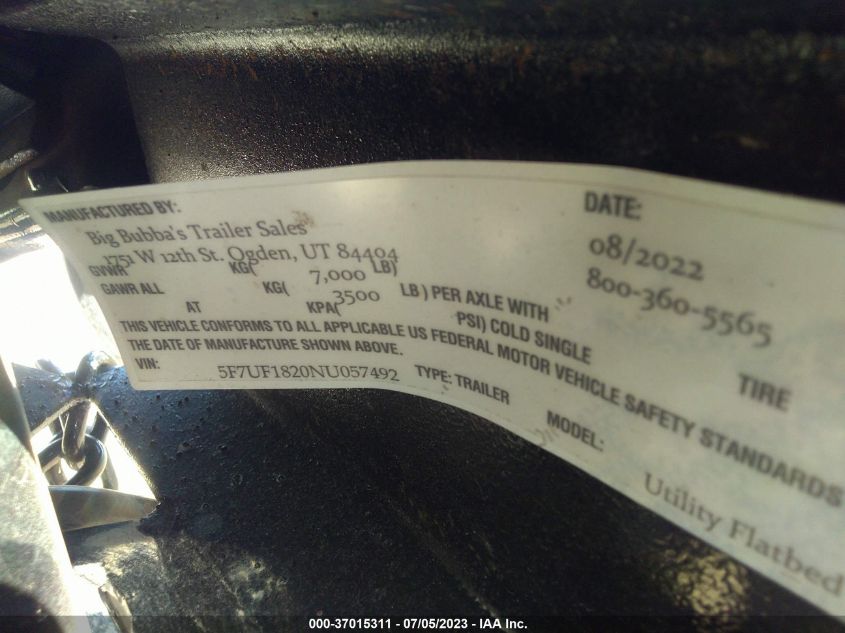 MANUFACTURED BY: DATE:
Big Bubba's Trailer Sales 08/2022
1751 W 12th St. Ogden, UT 84404 800-360-5565
GVWR KG( 7,000 LB)
GAWR ALL KG( 3500 LB ) PER AXLE WITH TIRE
AT KPA( PSI) COLD SINGLE
THIS VEHICLE CONFORMS TO ALL APPLICABLE US FEDERAL MOTOR VEHICLE SAFETY STANDARDS
THE DATE OF MANUFACTURE SHOWN ABOVE.
VIN: 5F7UF1820NU057492 TYPE: TRAILER MODEL: Utility Flatbed
000-37015311 - 07/05/2023 - IAA Inc.